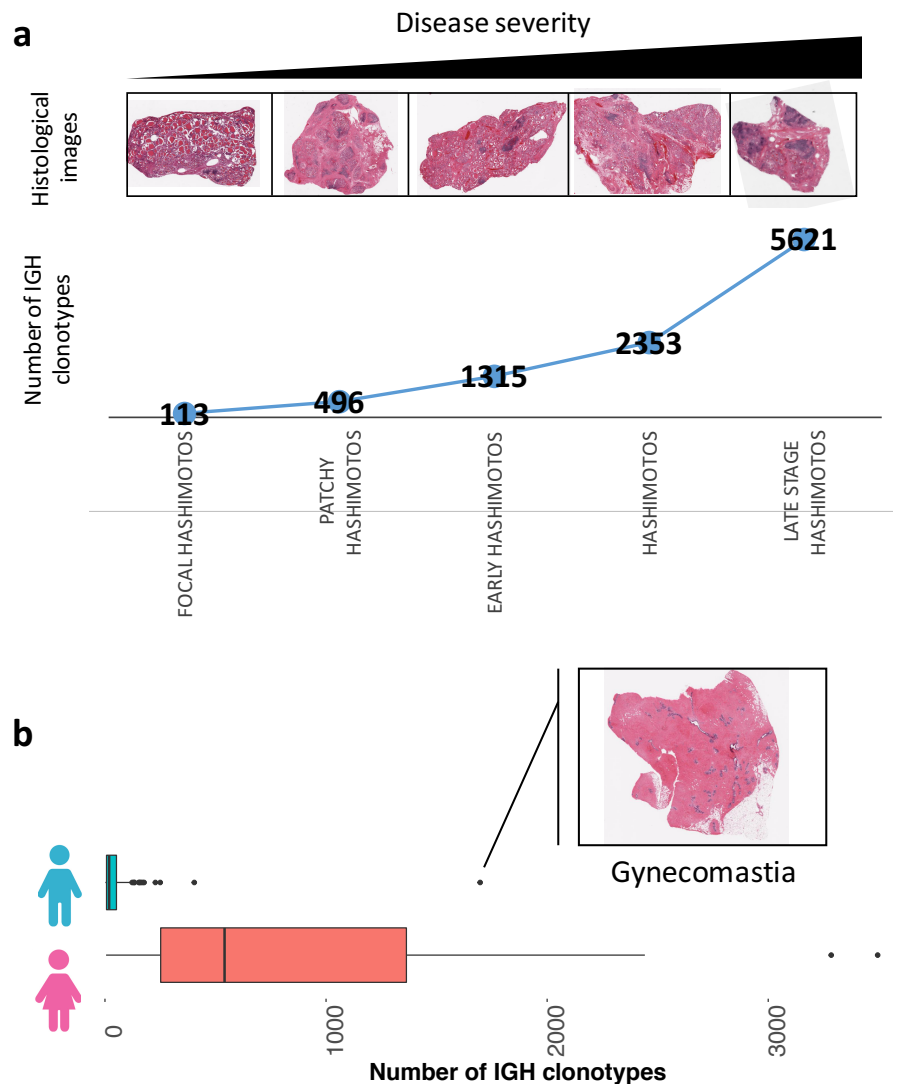 a
Disease severity
Histological
images
Number of IGH
clonotypes
113
496
1315
2353
5621
FOCAL HASHIMOTOS
PATCHY
HASHIMOTOS
EARLY HASHIMOTOS
HASHIMOTOS
LATE STAGE
HASHIMOTOS
b
Gynecomastia
0
1000
2000
3000
Number of IGH clonotypes